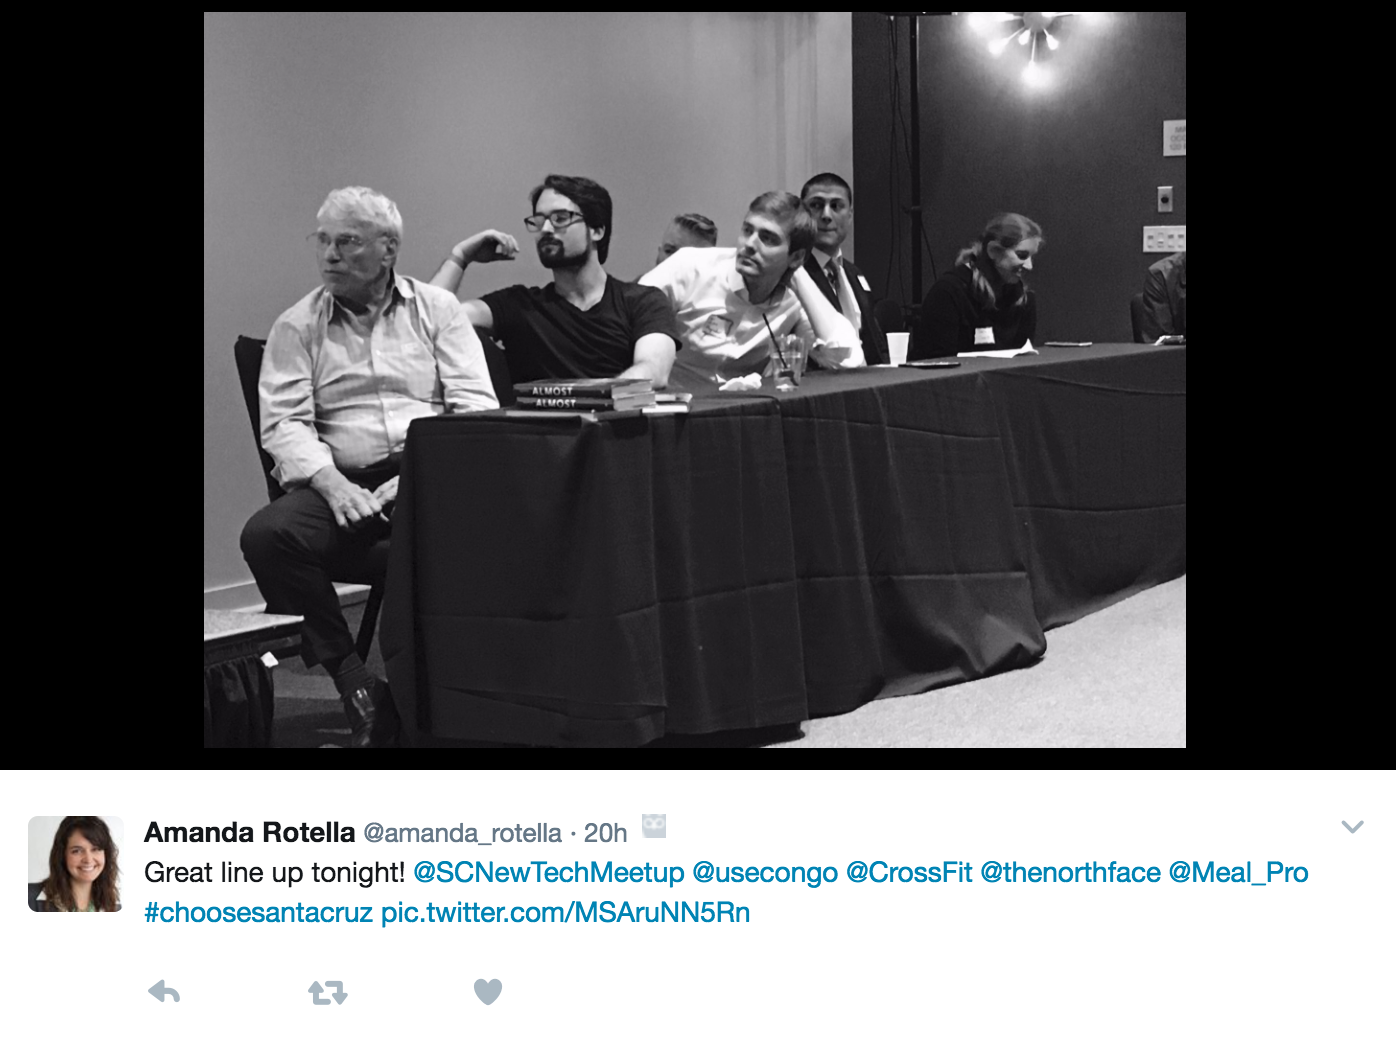 ALMOST
ALMOST
Amanda Rotella @amanda_rotella · 20h
Great line up tonight! @SCNewTechMeetup @usecongo @CrossFit @thenorthface @Meal_Pro
#choosesantacruz pic.twitter.com/MSAruNN5Rn